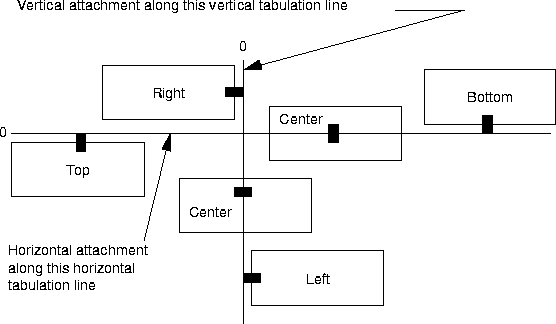 Vertical attachment along this vertical tabulation line
0
Right
Bottom
Center
0
Top
Center
Horizontal attachment
along this horizontal
tabulation line
Left